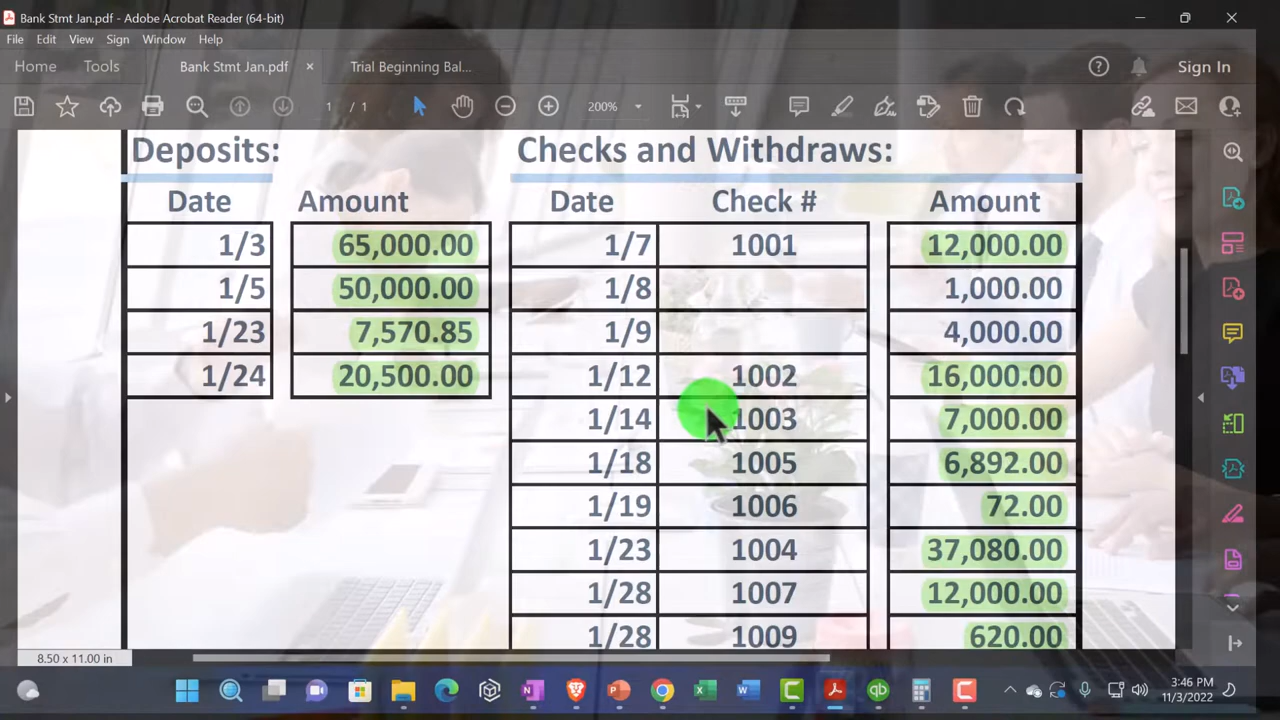 Bank Stmt Jan.pdf - Adobe Acrobat Reader (64-bit)
File Edit View Sign Window Help
Home Tools Bank Stmt Jan.pdf × Trial Beginning Bal... Sign In
1 / 1 200%
Deposits: Checks and Withdraws:
Date Amount Date Check # Amount
1/3 65,000.00 1/7 1001 12,000.00
1/5 50,000.00 1/8 1,000.00
1/23 7,570.85 1/9 4,000.00
1/24 20,500.00 1/12 1002 16,000.00
1/14 1003 7,000.00
1/18 1005 6,892.00
1/19 1006 72.00
1/23 1004 37,080.00
1/28 1007 12,000.00
1/28 1009 620.00
8.50 x 11.00 in
3:46 PM
11/3/2022